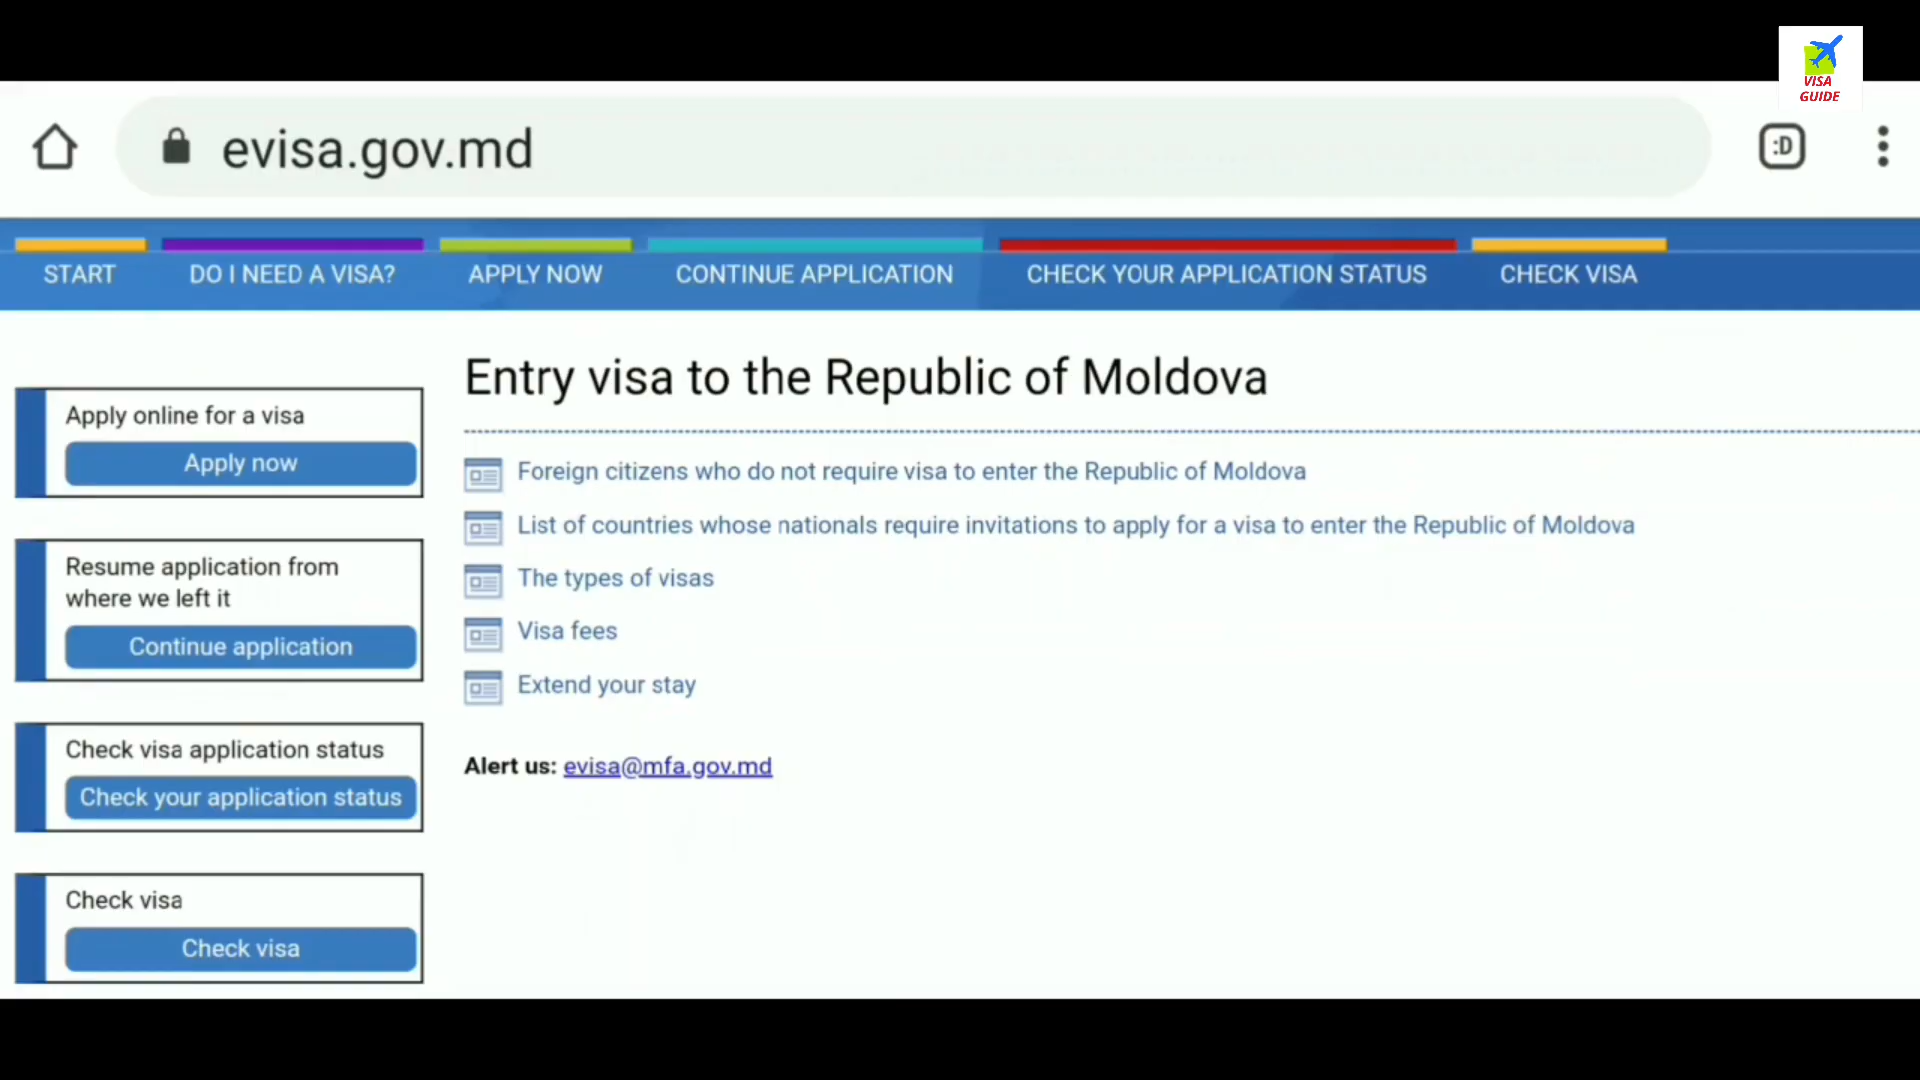 VISA
GUIDE
evisa.gov.md
:D
START
DO I NEED A VISA?
APPLY NOW
CONTINUE APPLICATION
CHECK YOUR APPLICATION STATUS
CHECK VISA
Apply online for a visa
Apply now
Resume application from
where we left it
Continue application
Check visa application status
Check your application status
Check visa
Check visa
Entry visa to the Republic of Moldova
Foreign citizens who do not require visa to enter the Republic of Moldova
List of countries whose nationals require invitations to apply for a visa to enter the Republic of Moldova
The types of visas
Visa fees
Extend your stay
Alert us: evisa@mfa.gov.md